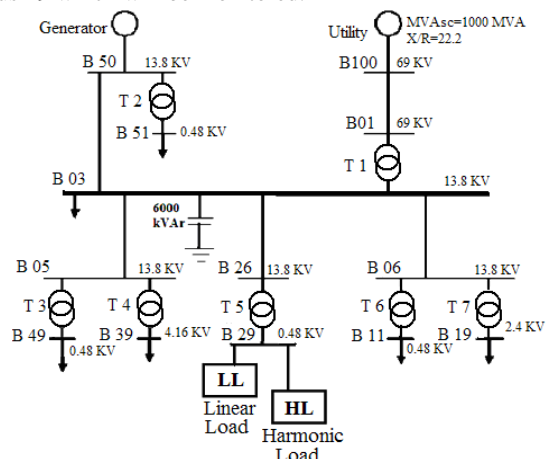 Generator
Utility
MVAsc=1000 MVA
X/R=22.2
B 50
13.8 KV
B100
69 KV
T 2
B 51
0.48 KV
B01
69 KV
T 1
B 03
13.8 KV
6000
kVAr
B 05
13.8 KV
B 26
13.8 KV
B 06
13.8 KV
T 3
T 4
T 5
T 6
T 7
B 49
0.48 KV
B 39
4.16 KV
B 29
0.48 KV
B 11
0.48 KV
B 19
2.4 KV
LL
Linear
Load
HL
Harmonic
Load